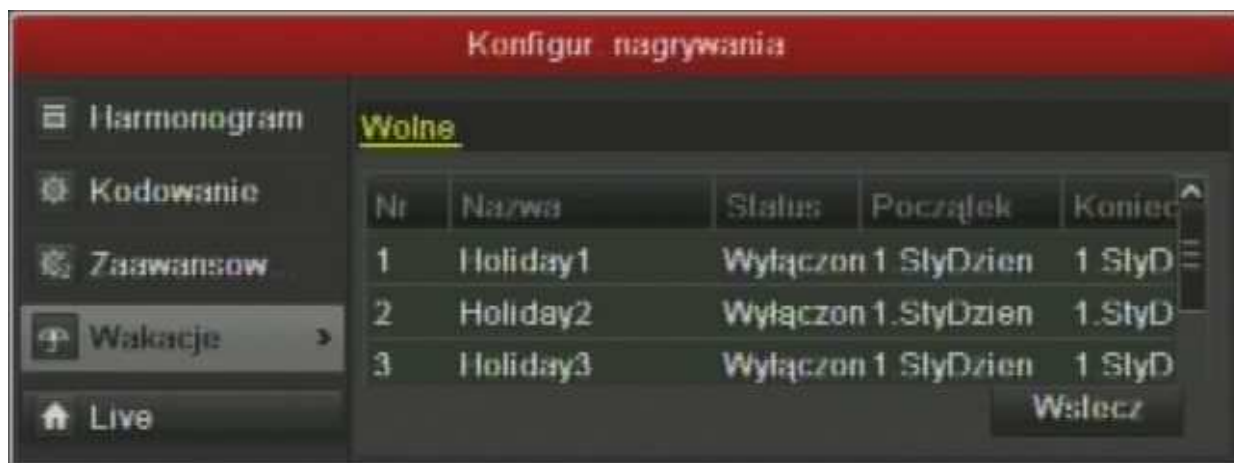 Konfigur nagrywania
Harmonogram
Kodowanie
Zaawansow
Wakacje
Live
Wolne
Nr Nazwa Status Początek Koniec
1 Holiday1 Wyłączon 1.StyDzien 1.StyD
2 Holiday2 Wyłączon 1.StyDzien 1.StyD
3 Holiday3 Wyłączon 1.StyDzien 1.StyD
Wstecz